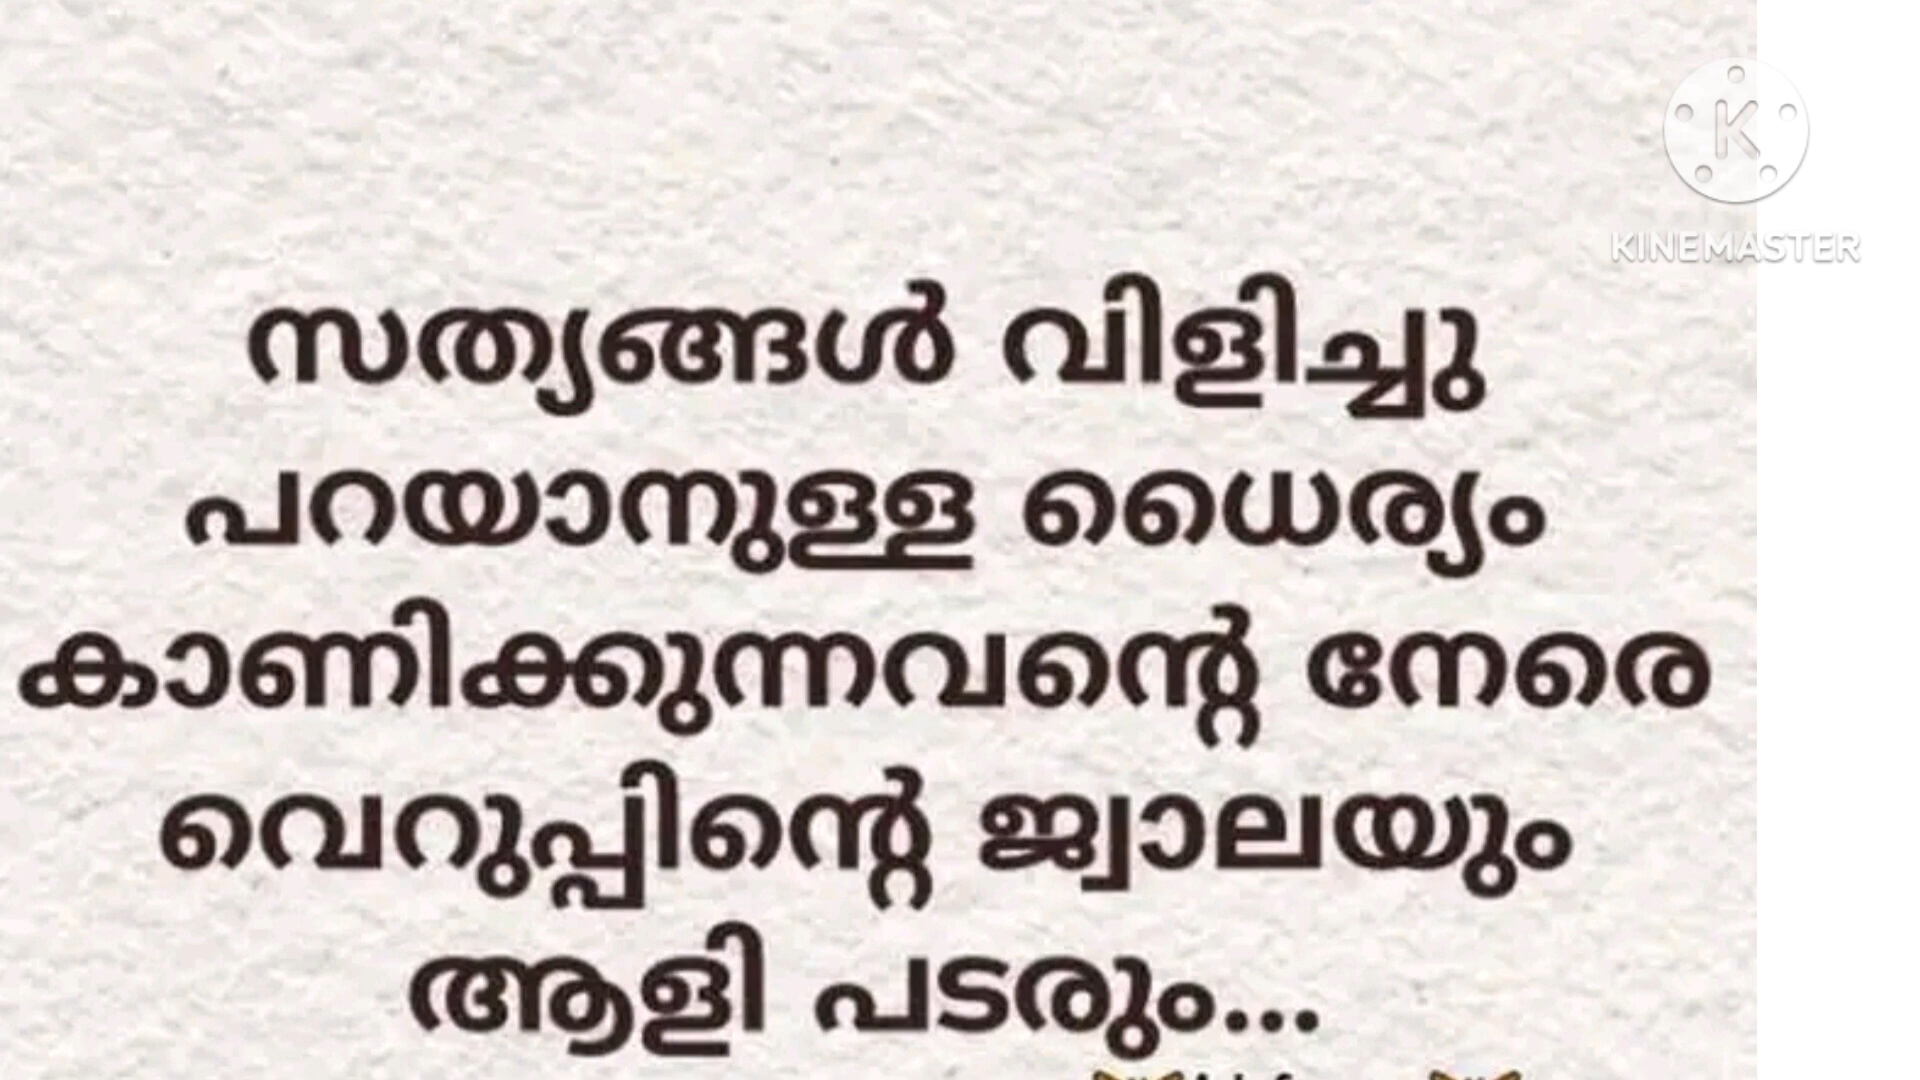 KINEMASTER
സത്യങ്ങൾ വിളിച്ചു
പറയാനുള്ള ധൈര്യം
കാണിക്കുന്നവന്റെ നേരെ
വെറുപ്പിന്റെ ജ്വാലയും
ആളി പടരും...